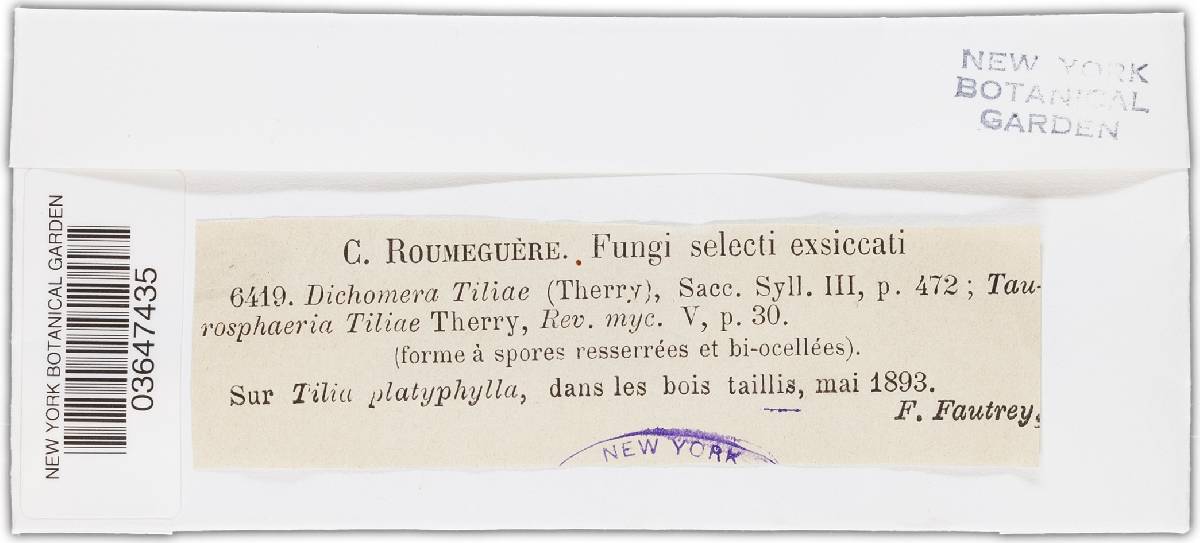 NEW YORK
BOTANICAL
GARDEN
NEW YORK BOTANICAL GARDEN
03647435
C. ROUMEGUÈRE. Fungi selecti exsiccati
6419. Dichomera Tiliae (Therry), Sacc. Syll. III, p. 472 ; Tau-
rosphaeria Tiliae Therry, Rev. myc. V, p. 30.
(forme à spores resserrées et bi-ocellées).
Sur Tilia platyphylla, dans les bois taillis, mai 1893.
F. Fautrey.
NEW YORK